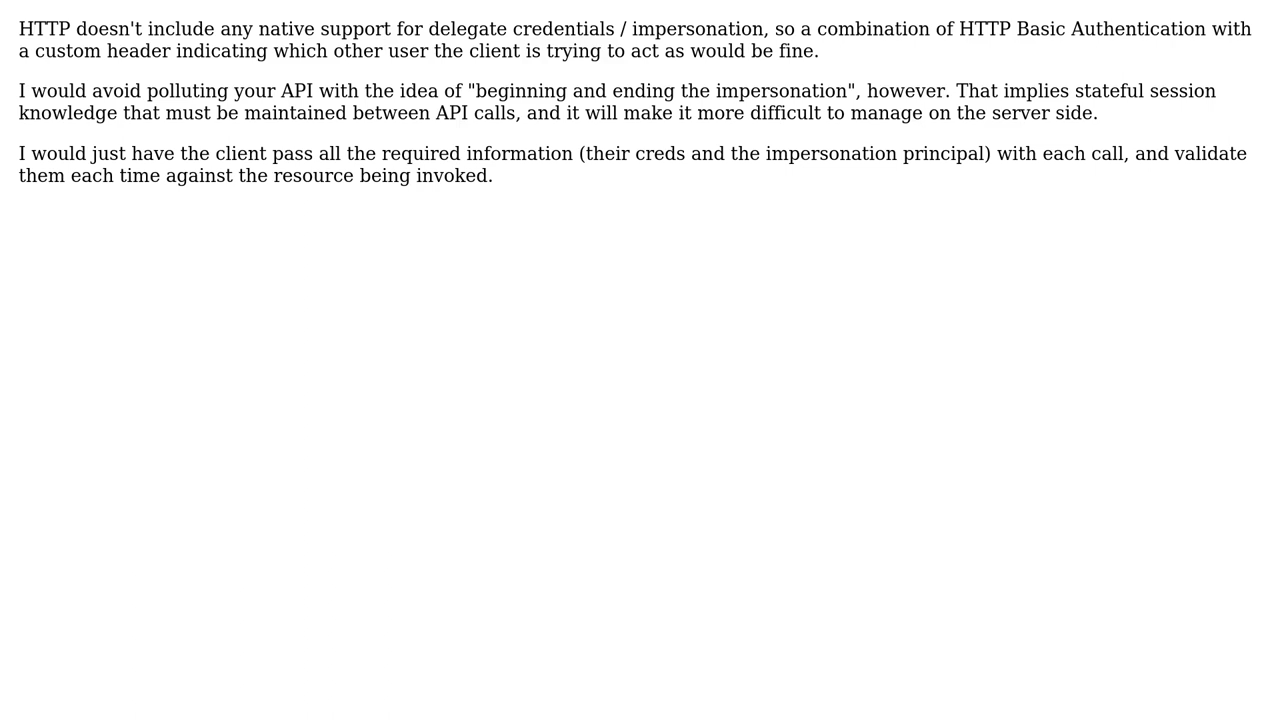 HTTP doesn't include any native support for delegate credentials / impersonation, so a combination of HTTP Basic Authentication with
a custom header indicating which other user the client is trying to act as would be fine.
I would avoid polluting your API with the idea of "beginning and ending the impersonation", however. That implies stateful session
knowledge that must be maintained between API calls, and it will make it more difficult to manage on the server side.
I would just have the client pass all the required information (their creds and the impersonation principal) with each call, and validate
them each time against the resource being invoked.